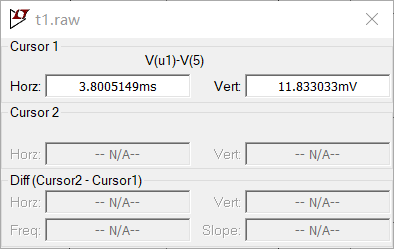 t1.raw
Cursor 1
V(u1)-V(5)
Horz: 3.8005149ms Vert: 11.833033mV
Cursor 2
Horz: -- N/A-- Vert: -- N/A--
Diff (Cursor2 - Cursor1)
Horz: -- N/A-- Vert: -- N/A--
Freq: -- N/A-- Slope: -- N/A--